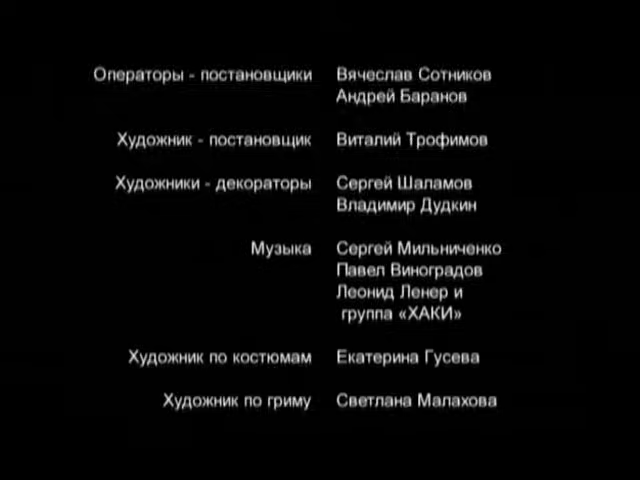 Операторы - постановщики Вячеслав Сотников
Андрей Баранов
Художник - постановщик Виталий Трофимов
Художники - декораторы Сергей Шаламов
Владимир Дудкин
Музыка Сергей Мильниченко
Павел Виноградов
Леонид Ленер и
группа «ХАКИ»
Художник по костюмам Екатерина Гусева
Художник по гриму Светлана Малахова